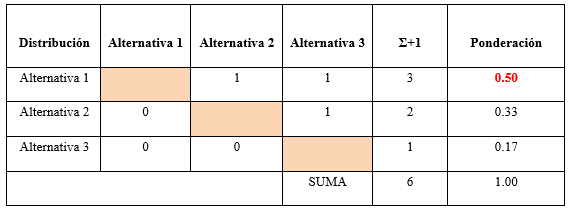 Distribución Alternativa 1 Alternativa 2 Alternativa 3 Σ+1 Ponderación
Alternativa 1 1 1 3 0.50
Alternativa 2 0 1 2 0.33
Alternativa 3 0 0 1 0.17
SUMA 6 1.00